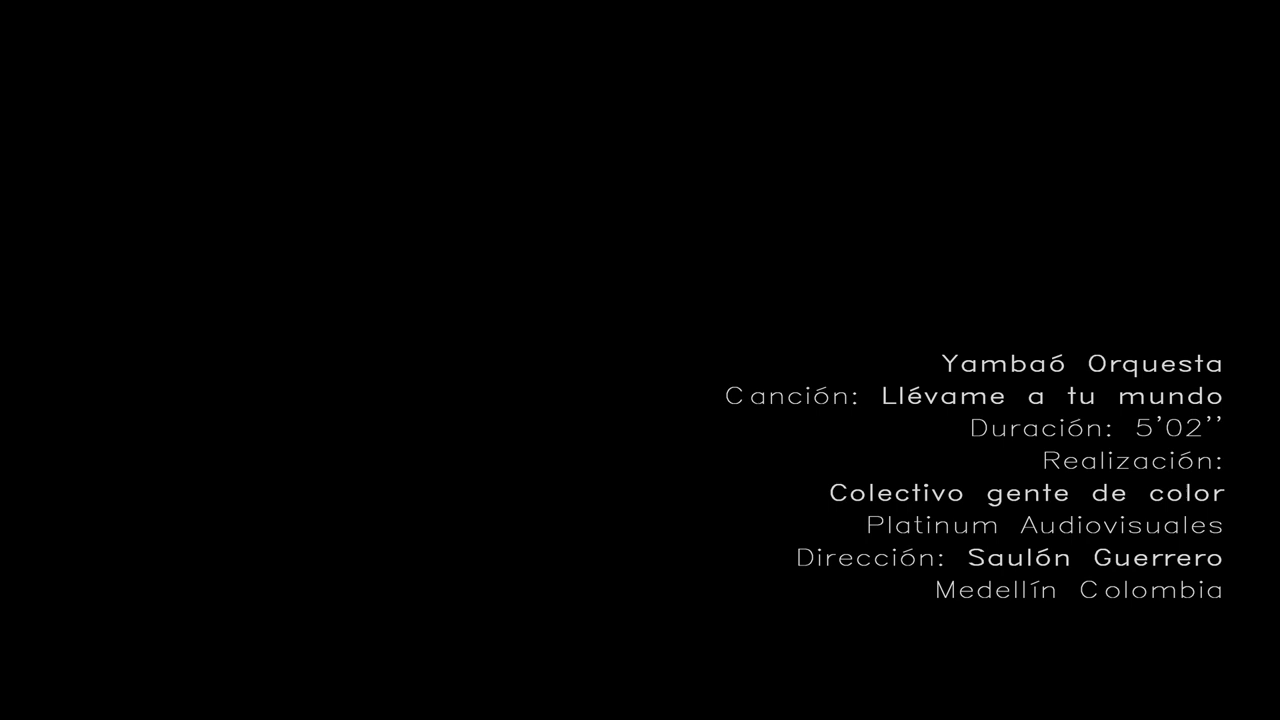 Yambaó Orquesta
Canción: Llévame a tu mundo
Duración: 5'02''
Realización:
Colectivo gente de color
Platinum Audiovisuales
Dirección: Saulón Guerrero
Medellín Colombia